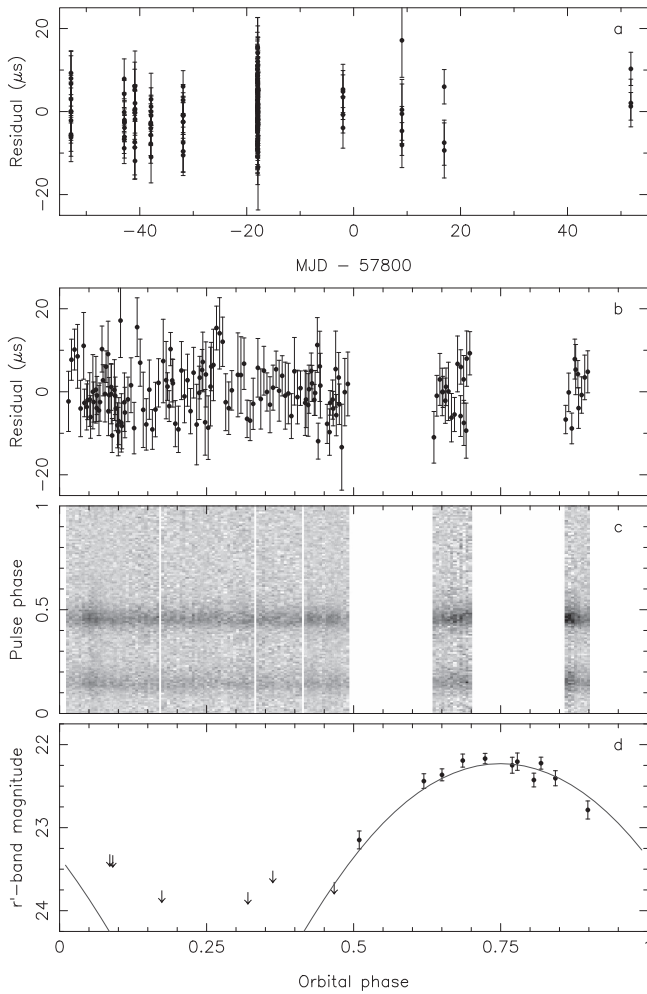 a
Residual (μs)
20
0
−20
−40
−20
0
20
40
MJD − 57800
b
Residual (μs)
20
0
−20
c
Pulse phase
1
0.5
0
d
r'−band magnitude
22
23
24
0
0.25
0.5
0.75
1
Orbital phase